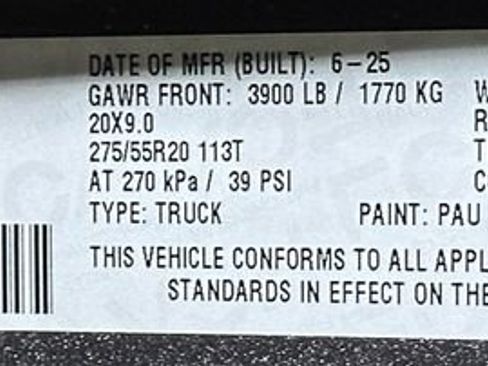 DATE OF MFR (BUILT): 6-25
GAWR FRONT: 3900 LB / 1770 KG W
20X9.0 R
275/55R20 113T T
AT 270 kPa / 39 PSI C
TYPE: TRUCK PAINT: PAU
THIS VEHICLE CONFORMS TO ALL APPL
STANDARDS IN EFFECT ON THE